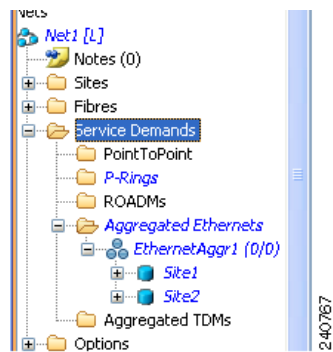 Nets
Net1 [L]
Notes (0)
Sites
Fibres
Service Demands
PointToPoint
P-Rings
ROADMs
Aggregated Ethernets
EthernetAggr1 (0/0)
Site1
Site2
Aggregated TDMs
Options
240767